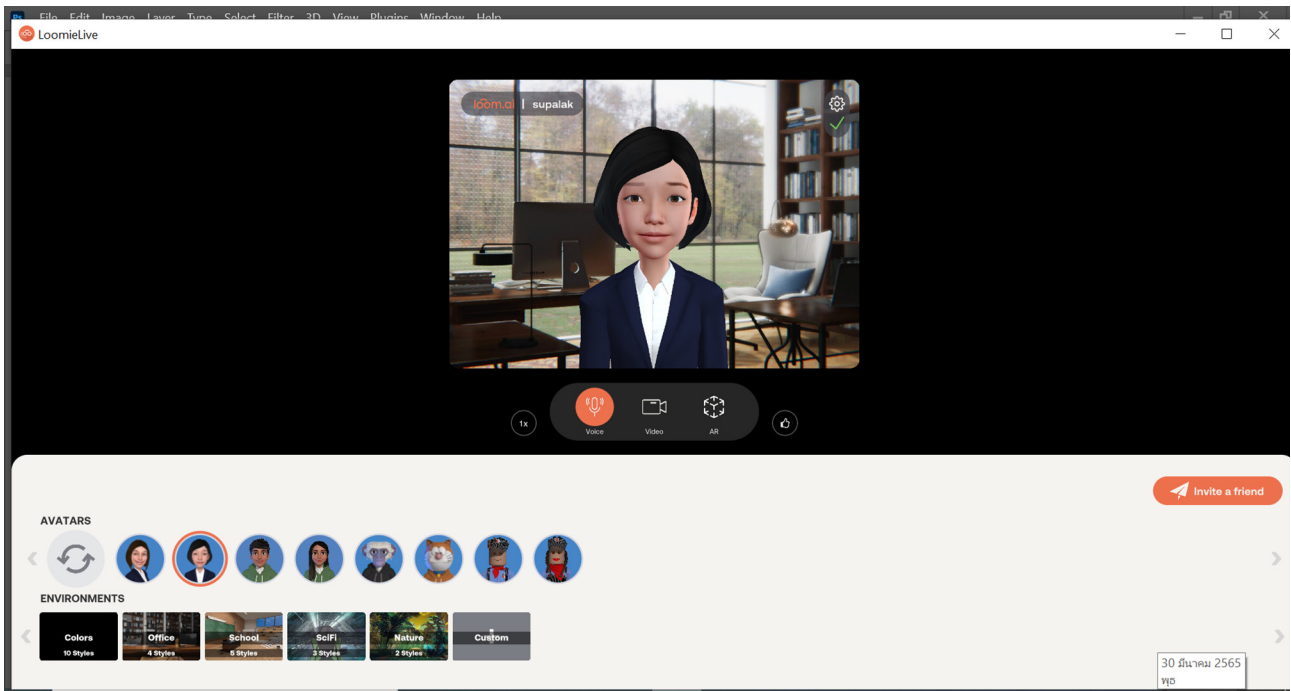 Ps File Edit Image Layer Type Select Filter 3D View Plugins Window Help
LoomieLive
loom.ai | supalak
1x
Voice
Video
AR
Invite a friend
AVATARS
ENVIRONMENTS
Colors
10 Styles
Office
4 Styles
School
5 Styles
SciFi
3 Styles
Nature
2 Styles
Custom
30 มีนาคม 2565
พุธ